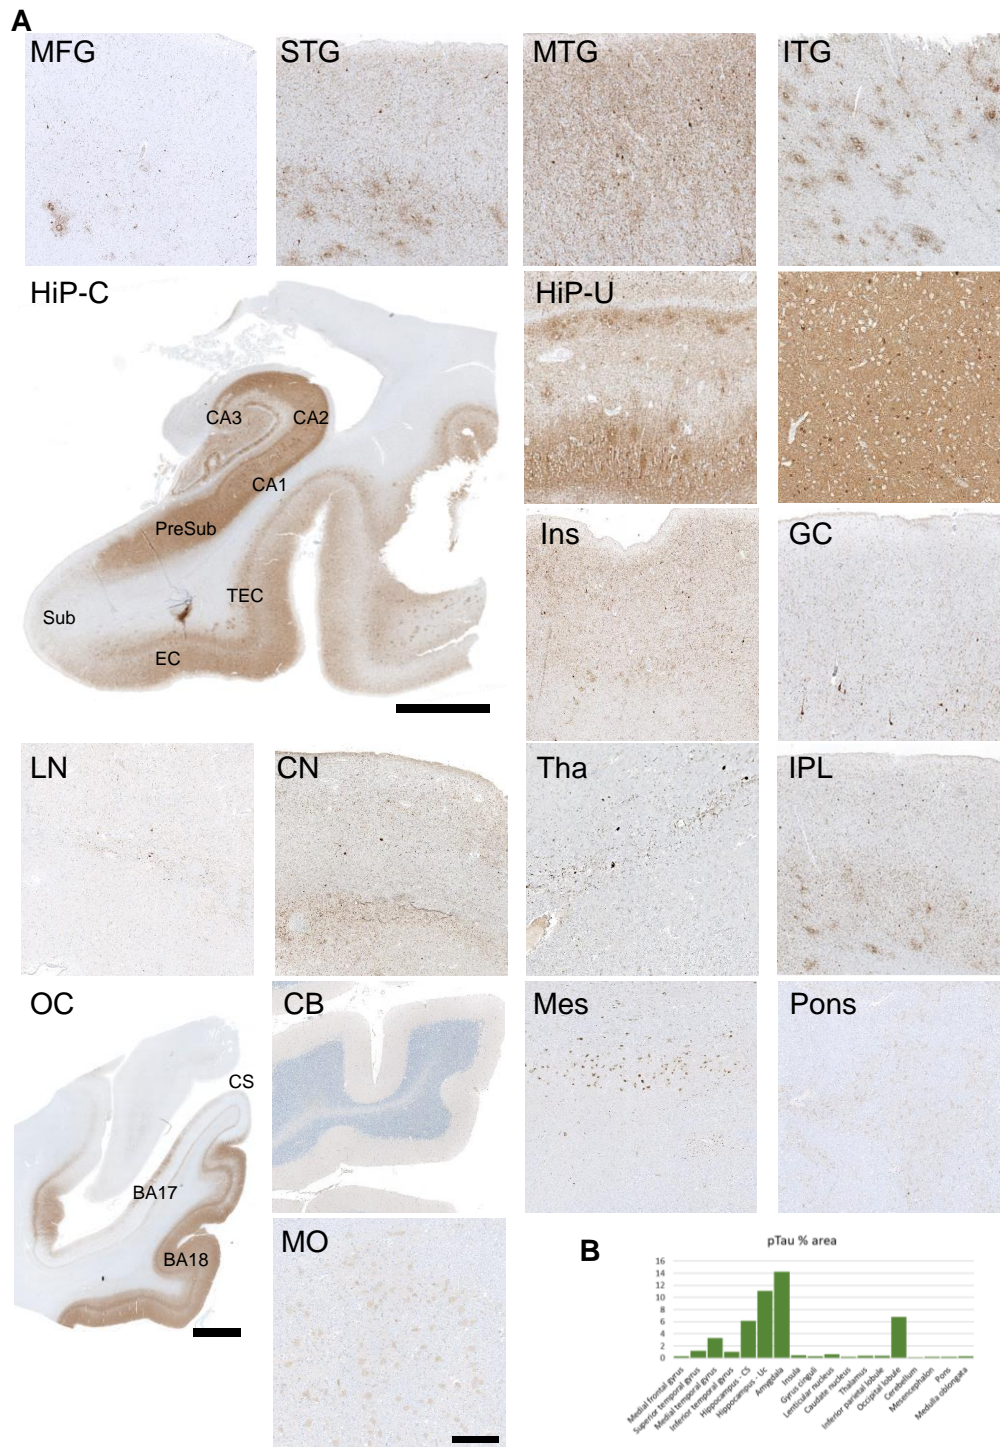 A
MFG
STG
MTG
ITG
HiP-C
HiP-U
CA3
CA2
CA1
PreSub
Sub
TEC
EC
Ins
GC
LN
CN
Tha
IPL
OC
CB
Mes
Pons
CS
BA17
BA18
MO
B
pTau % area
16
14
12
10
8
6
4
2
0
Medial frontal gyrus
Superior temporal gyrus
Medial temporal gyrus
Inferior temporal gyrus
Hippocampus - CS
Hippocampus - Uc
Amygdala
Insula
Gyrus cinguli
Lenticular nucleus
Caudate nucleus
Thalamus
Inferior parietal lobule
Occipital lobule
Cerebellum
Mesencephalon
Pons
Medulla oblongata